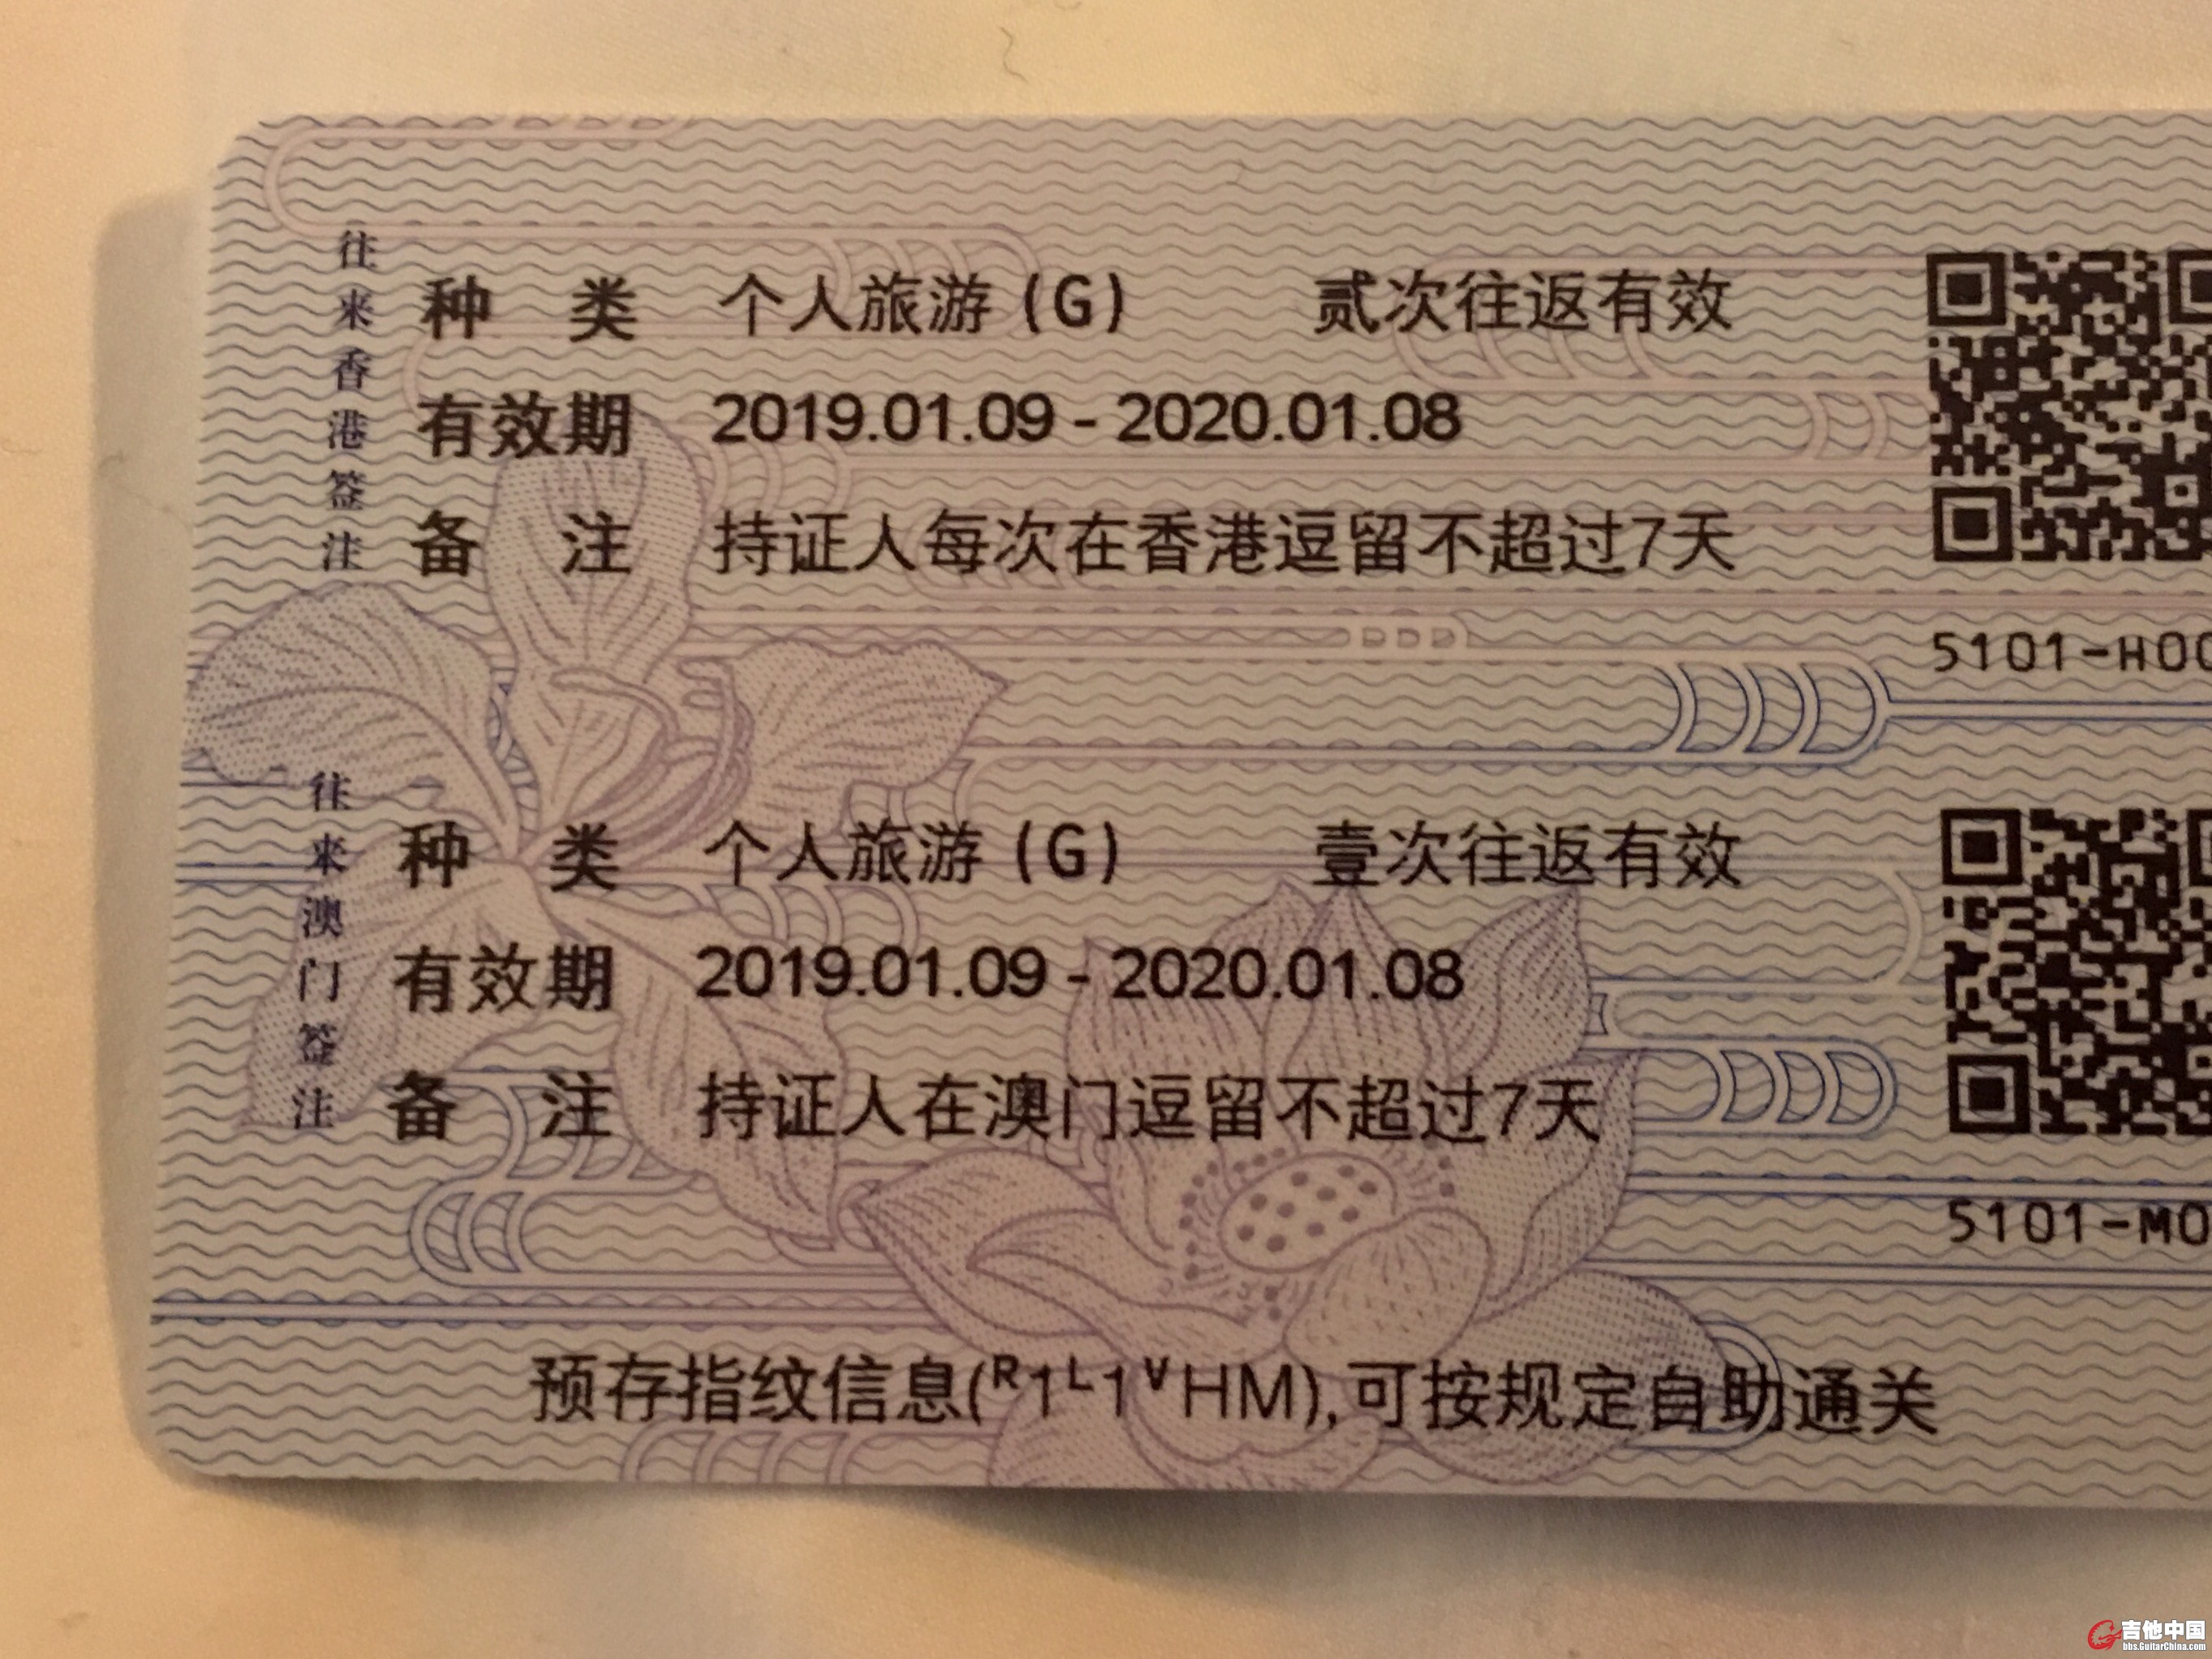 往来香港签注
种 类 个人旅游 (G) 贰次往返有效
有效期 2019.01.09 - 2020.01.08
备 注 持证人每次在香港逗留不超过7天
5101-H00
往来澳门签注
种 类 个人旅游 (G) 壹次往返有效
有效期 2019.01.09 - 2020.01.08
备 注 持证人在澳门逗留不超过7天
5101-M0
预存指纹信息(R1L1VHM),可按规定自助通关
吉他中国
bbs.GuitarChina.com